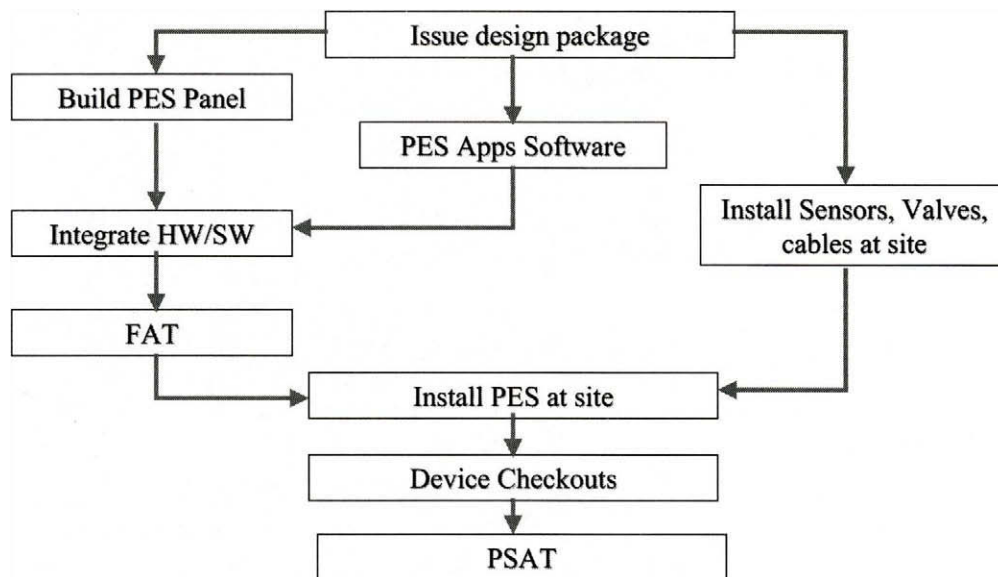 Issue design package
Build PES Panel
PES Apps Software
Integrate HW/SW
Install Sensors, Valves,
cables at site
FAT
Install PES at site
Device Checkouts
PSAT